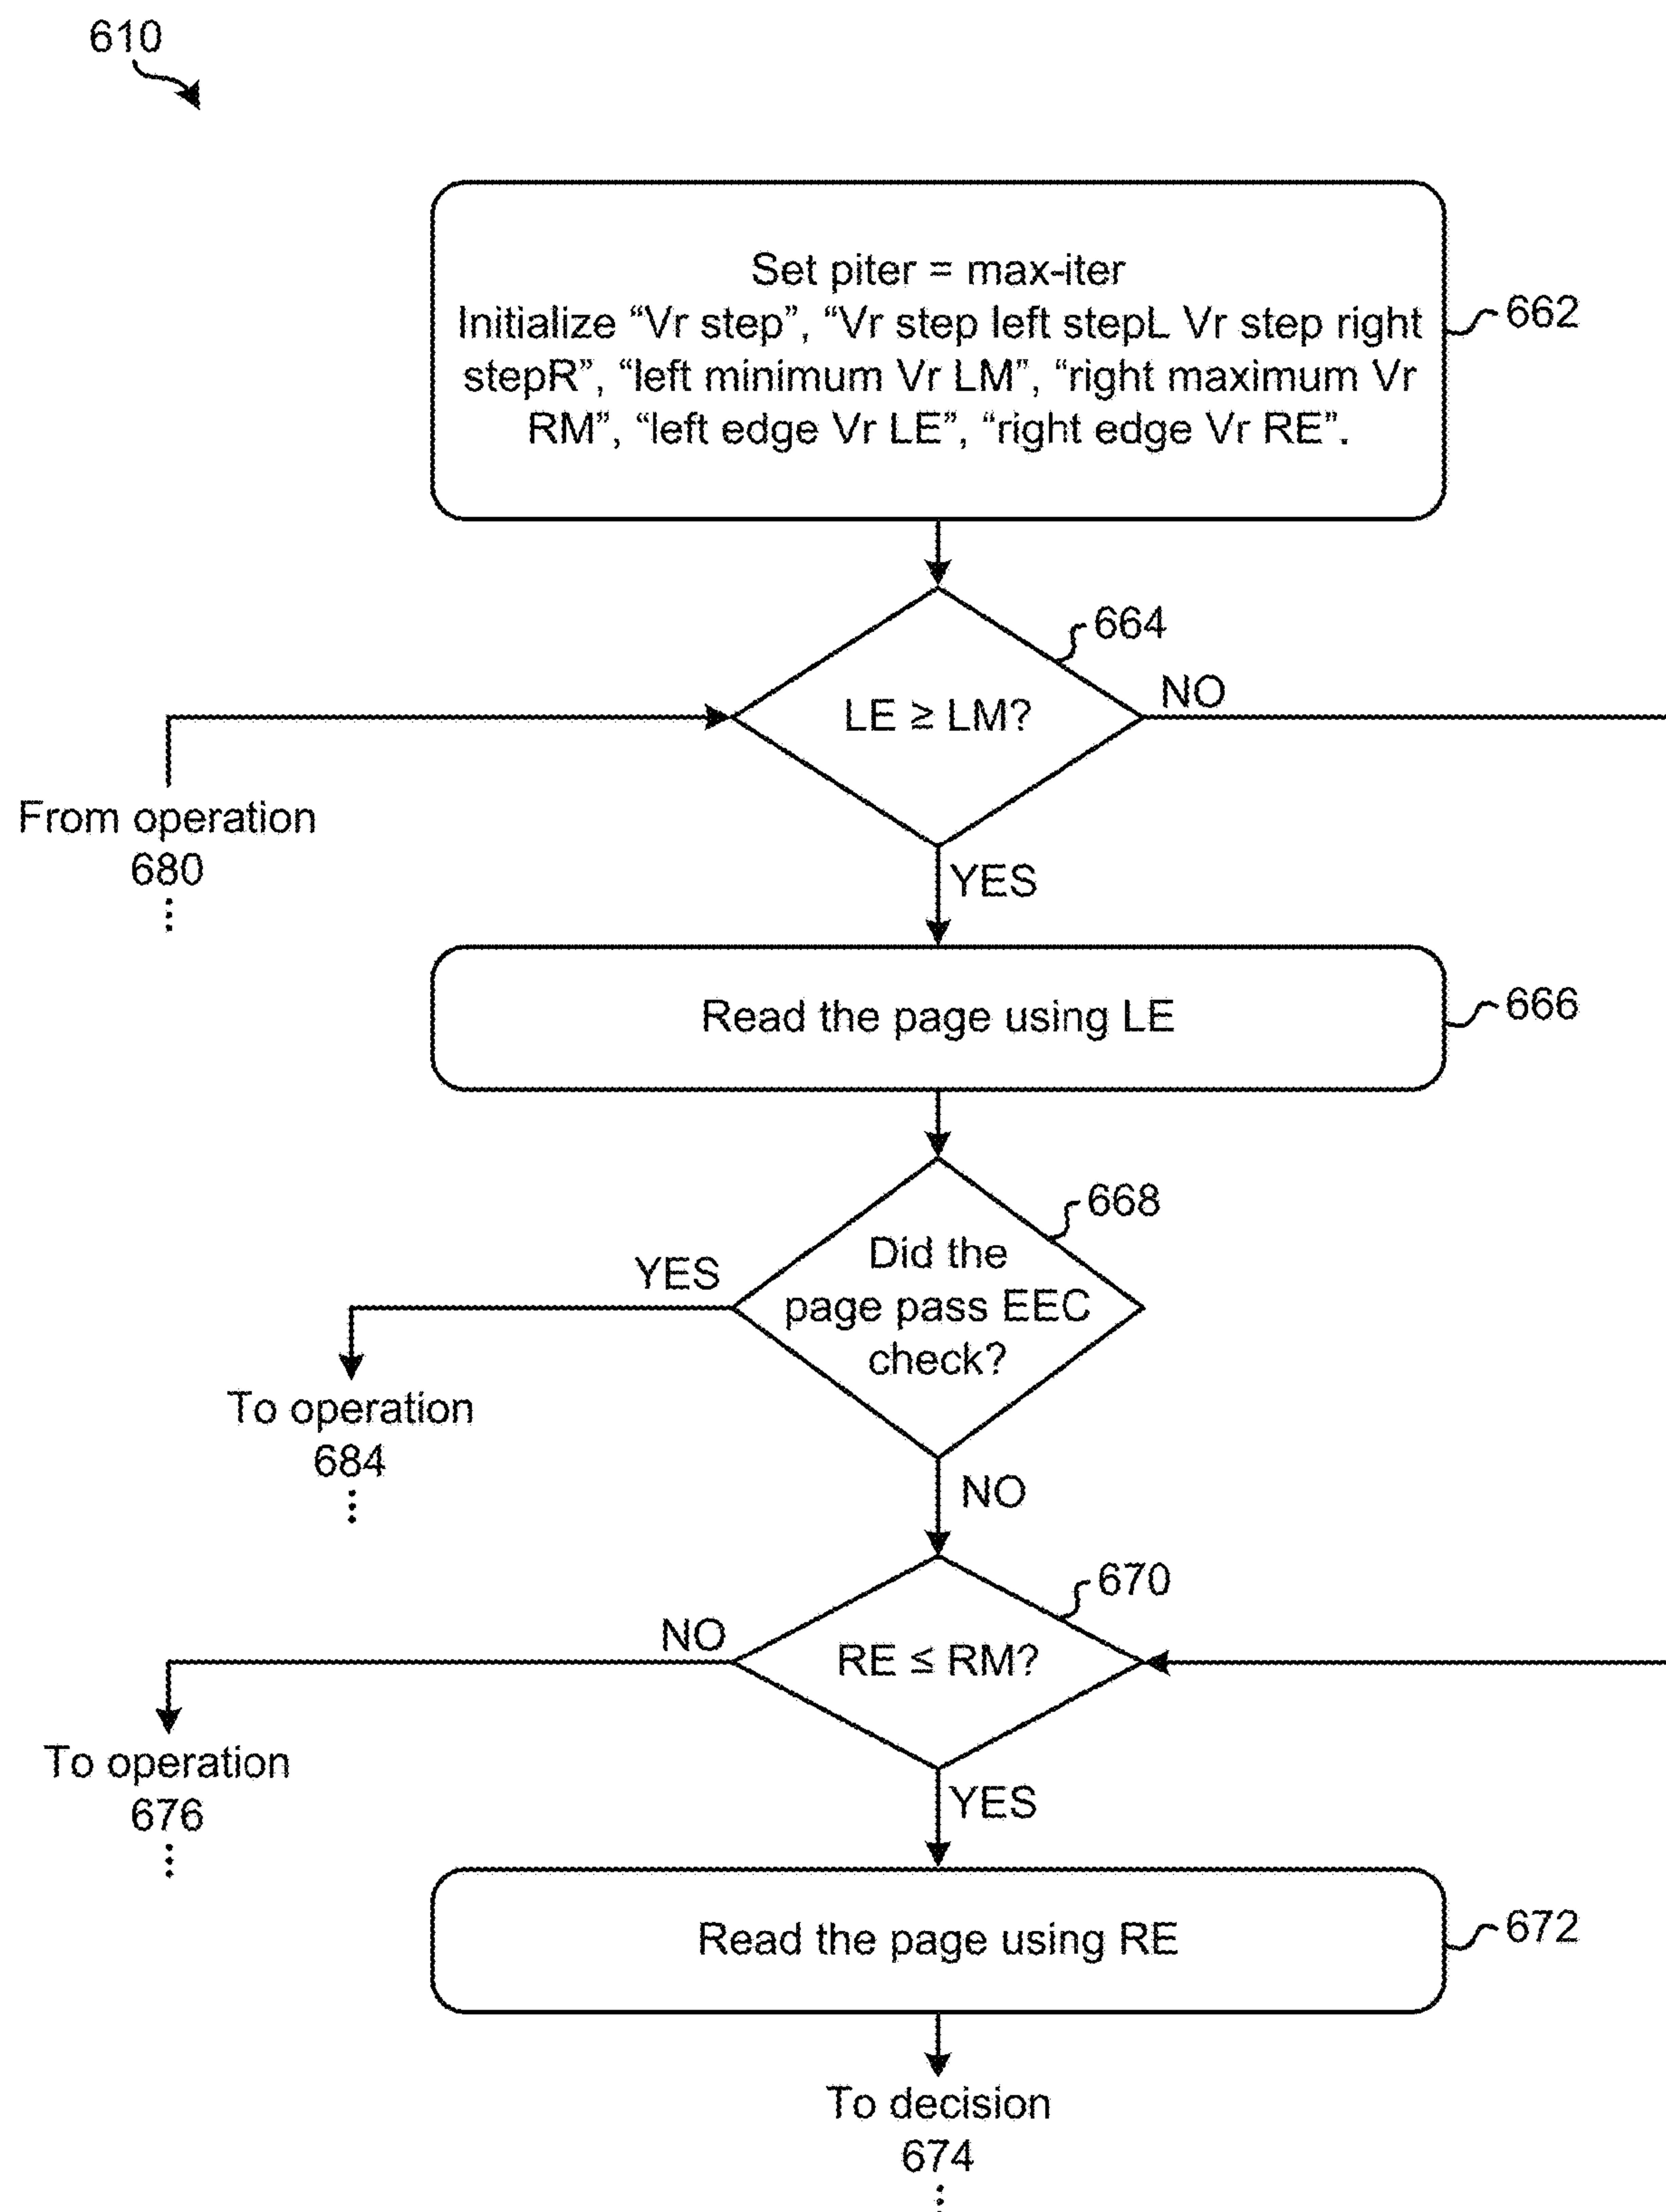 610
Set piter = max-iter
Initialize “Vr step”, “Vr step left stepL Vr step right
stepR”, “left minimum Vr LM”, “right maximum Vr
RM”, “left edge Vr LE”, “right edge Vr RE”.
662
664
LE ≥ LM?
NO
From operation
680
⋮
YES
Read the page using LE
666
668
Did the
page pass EEC
check?
YES
To operation
684
⋮
NO
670
RE ≤ RM?
NO
To operation
676
⋮
YES
Read the page using RE
672
To decision
674
⋮